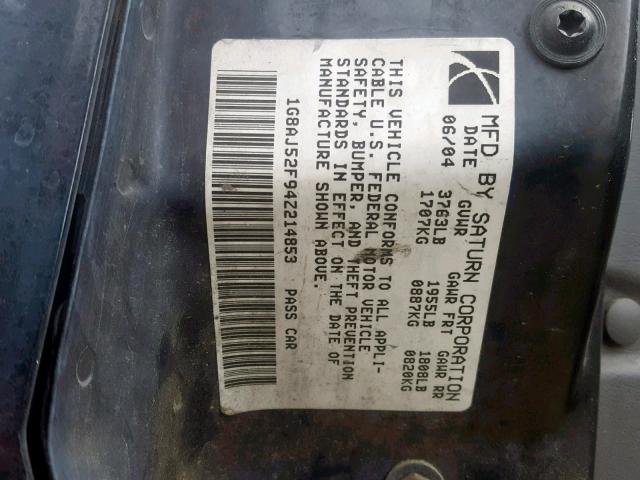 MFD BY SATURN CORPORATION
DATE GVWR GAWR FRT GAWR RR
06/04 3763LB 1955LB 1808LB
1707KG 0887KG 0820KG
THIS VEHICLE CONFORMS TO ALL APPLI-
CABLE U.S. FEDERAL MOTOR VEHICLE
SAFETY, BUMPER, AND THEFT PREVENTION
STANDARDS IN EFFECT ON THE DATE OF
MANUFACTURE SHOWN ABOVE.
1G8AJ52F94Z214853 PASS CAR